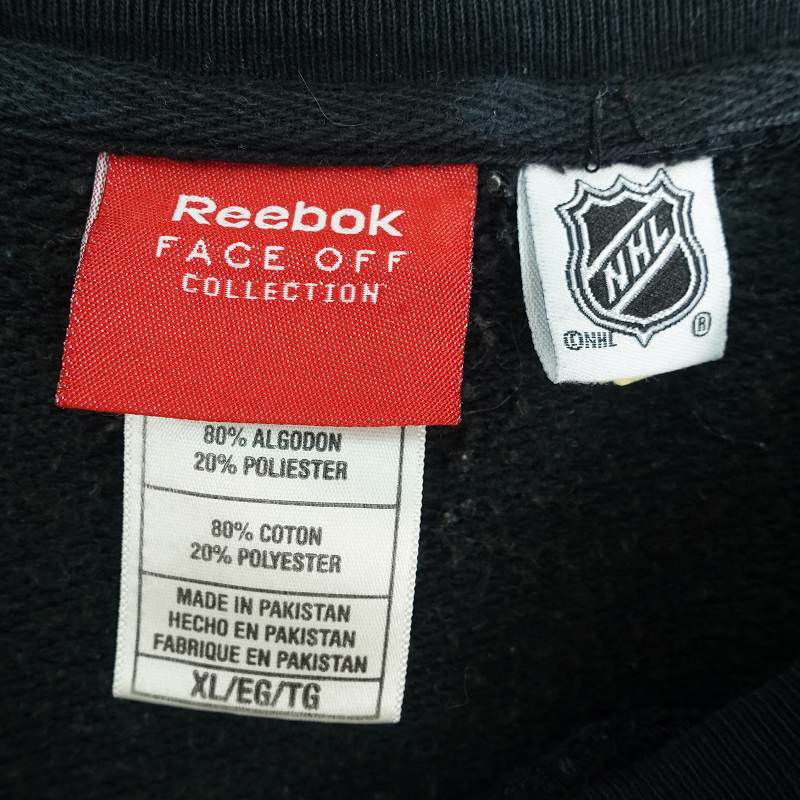 Reebok
FACE OFF
COLLECTION
NHL
©NHL ®
80% ALGODON
20% POLIESTER
80% COTON
20% POLYESTER
MADE IN PAKISTAN
HECHO EN PAKISTAN
FABRIQUE EN PAKISTAN
XL/EG/TG